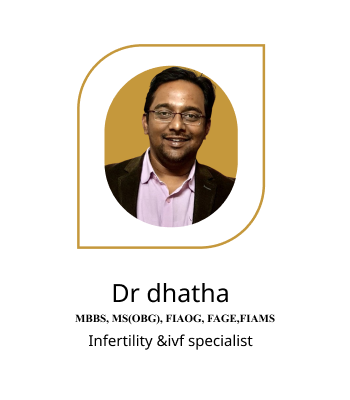 Dr dhatha
MBBS, MS(OBG), FIAOG, FAGE,FIAMS
Infertility &ivf specialist